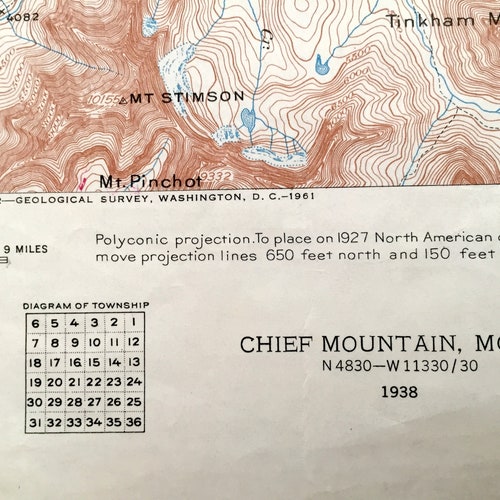 4082
Tinkham M
Cr.
10155 MT STIMSON
Mt. Pinchot 9332
—GEOLOGICAL SURVEY, WASHINGTON, D. C.—1961
9 MILES
Polyconic projection. To place on 1927 North American
move projection lines 650 feet north and 150 feet
DIAGRAM OF TOWNSHIP
6 5 4 3 2 1
7 8 9 10 11 12
18 17 16 15 14 13
19 20 21 22 23 24
30 29 28 27 26 25
31 32 33 34 35 36
CHIEF MOUNTAIN, MO
N 4830—W 11330/30
1938